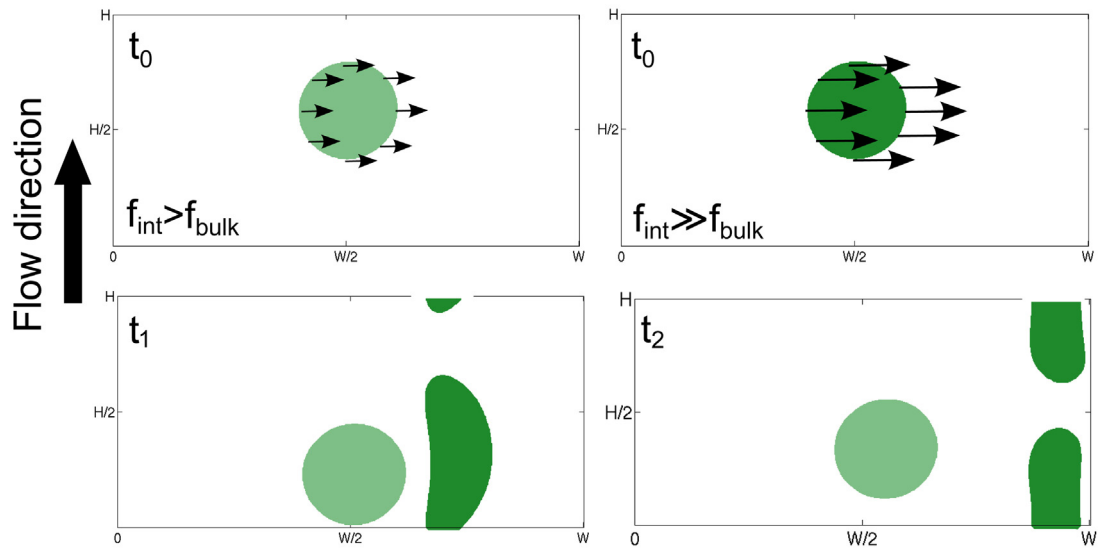 Flow direction
H
t0
H/2
fint>fbulk
0
W/2
W
H
t0
H/2
fint≫fbulk
0
W/2
W
H
t1
H/2
0
W/2
W
H
t2
H/2
0
W/2
W